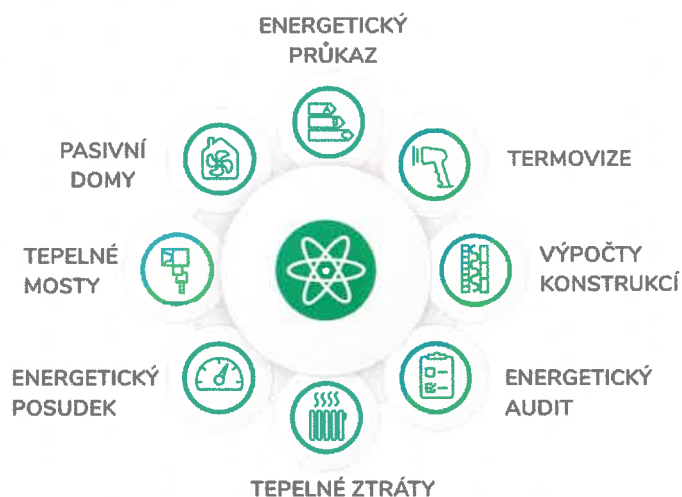 ENERGETICKÝ
PRŮKAZ
PASIVNÍ
DOMY
TERMOVIZE
TEPELNÉ
MOSTY
VÝPOČTY
KONSTRUKCÍ
ENERGETICKÝ
POSUDEK
ENERGETICKÝ
AUDIT
TEPELNÉ ZTRÁTY